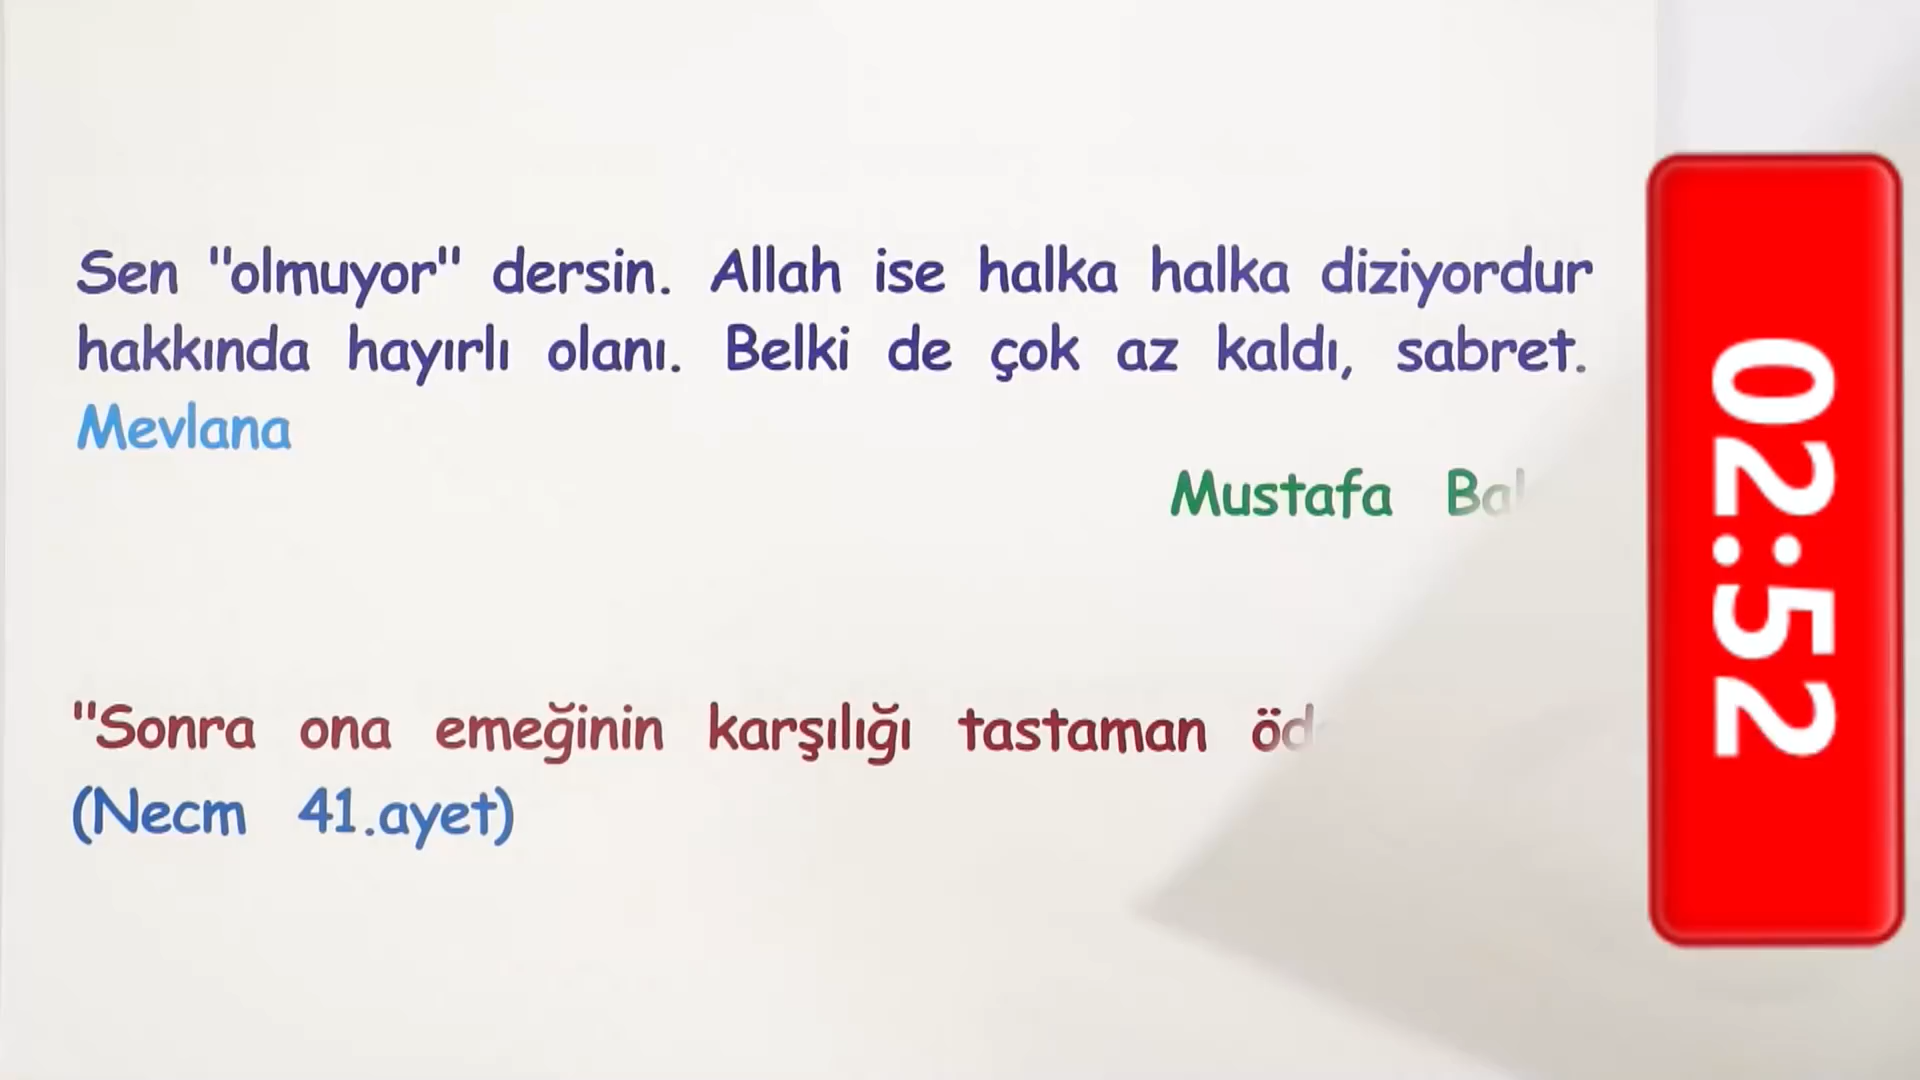 Sen "olmuyor" dersin. Allah ise halka halka diziyordur
hakkında hayırlı olanı. Belki de çok az kaldı, sabret.
Mevlana
Mustafa
"Sonra ona emeğinin karşılığı tastaman
(Necm 41.ayet)
02:52